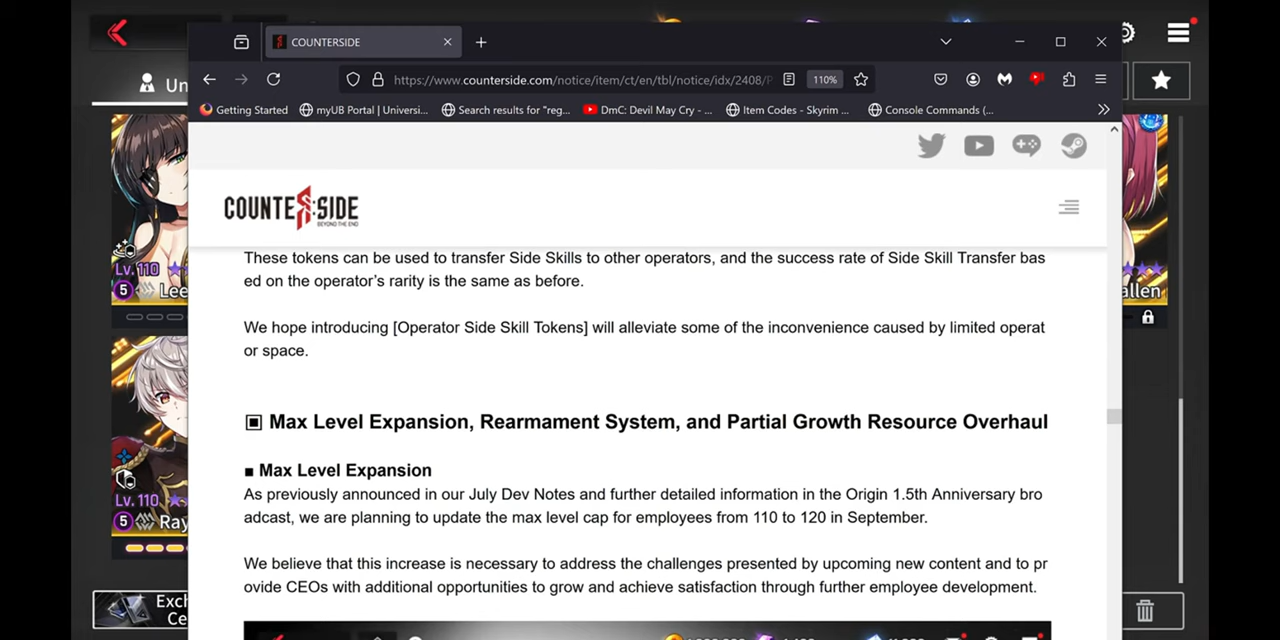 Un
COUNTERSIDE
https://www.counterside.com/notice/item/ct/en/tbl/notice/idx/2408/
110%
Getting Started
myUB Portal | Universi...
Search results for "reg...
DmC: Devil May Cry - ...
Item Codes - Skyrim ...
Console Commands (...
COUNTERSIDE
BEYOND THE END
These tokens can be used to transfer Side Skills to other operators, and the success rate of Side Skill Transfer bas
ed on the operator's rarity is the same as before.
We hope introducing [Operator Side Skill Tokens] will alleviate some of the inconvenience caused by limited operat
or space.
▣ Max Level Expansion, Rearmament System, and Partial Growth Resource Overhaul
■ Max Level Expansion
As previously announced in our July Dev Notes and further detailed information in the Origin 1.5th Anniversary bro
adcast, we are planning to update the max level cap for employees from 110 to 120 in September.
We believe that this increase is necessary to address the challenges presented by upcoming new content and to pr
ovide CEOs with additional opportunities to grow and achieve satisfaction through further employee development.
Lv.110
5 Lee
allen
Lv.110
5 Ray
Exc
Ce